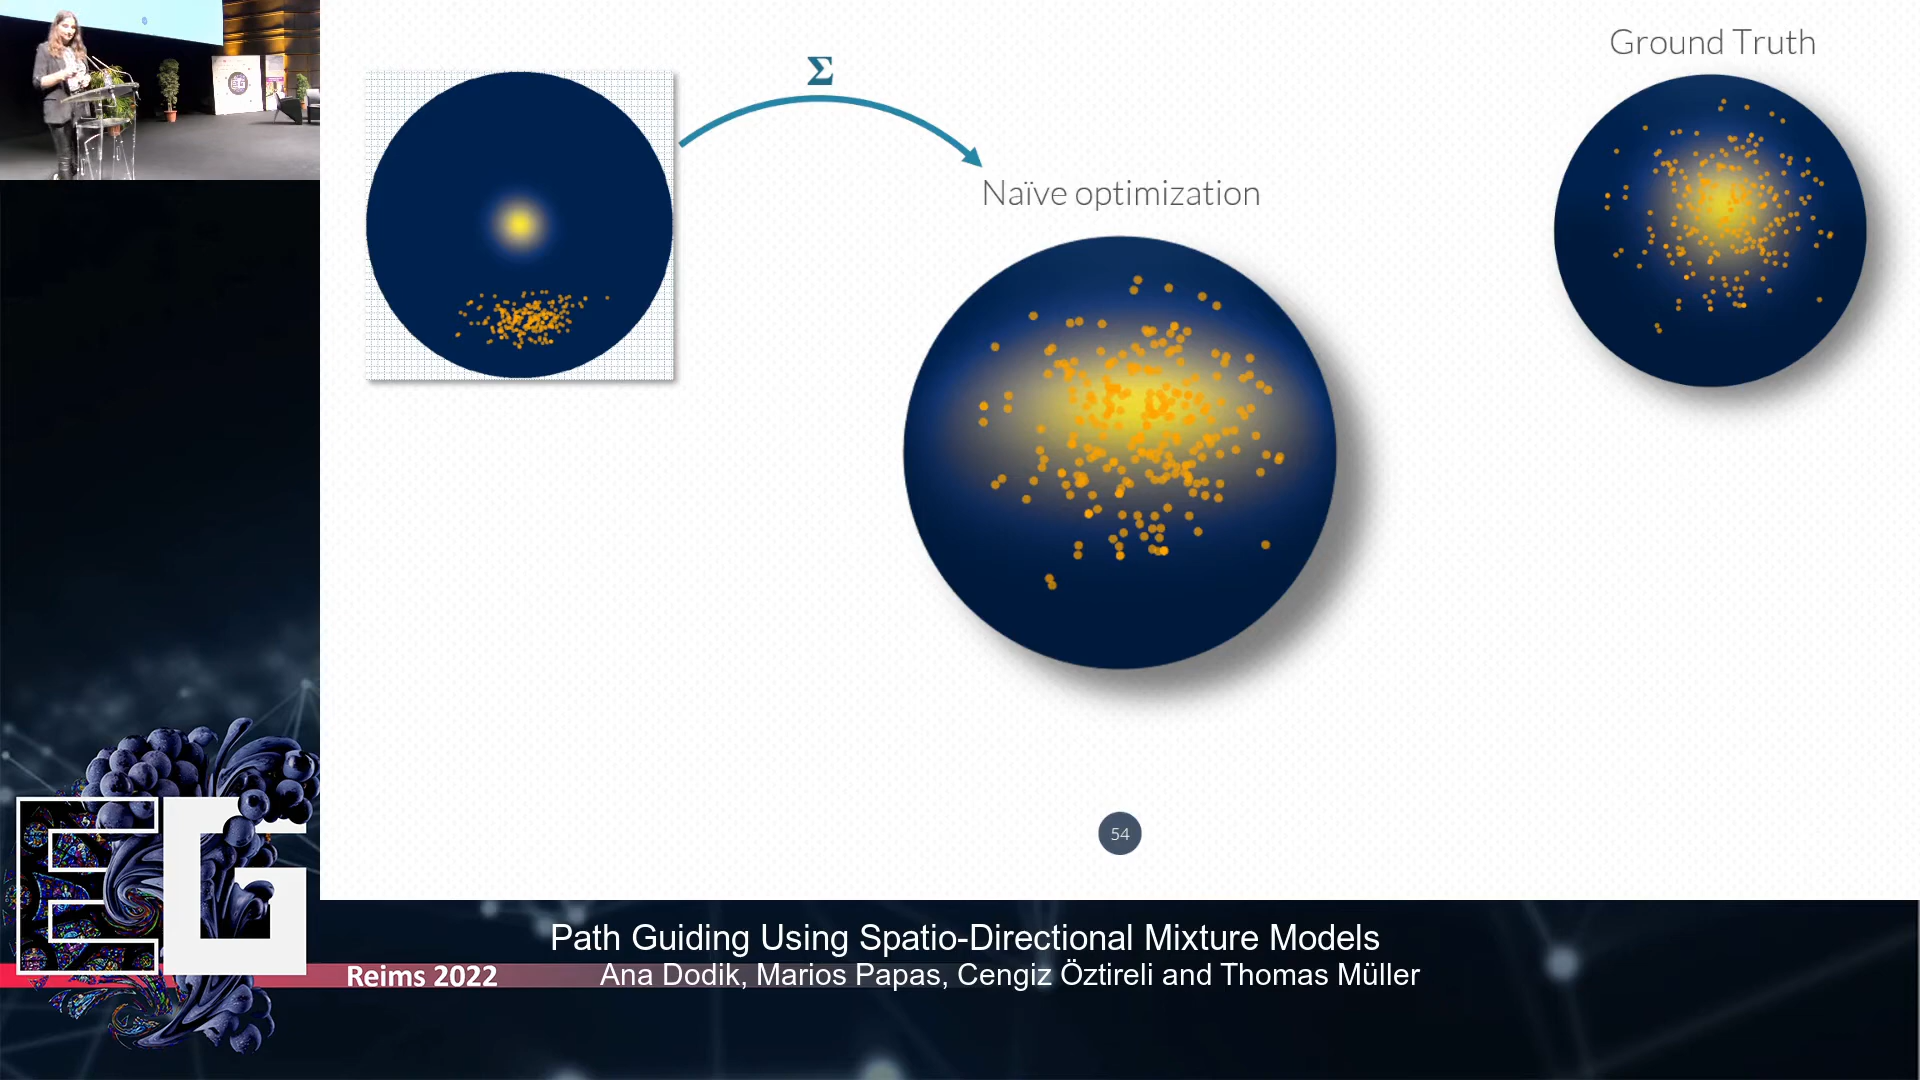 Σ
Ground Truth
Naïve optimization
54
EG
Reims 2022
Path Guiding Using Spatio-Directional Mixture Models
Ana Dodik, Marios Papas, Cengiz Öztireli and Thomas Müller